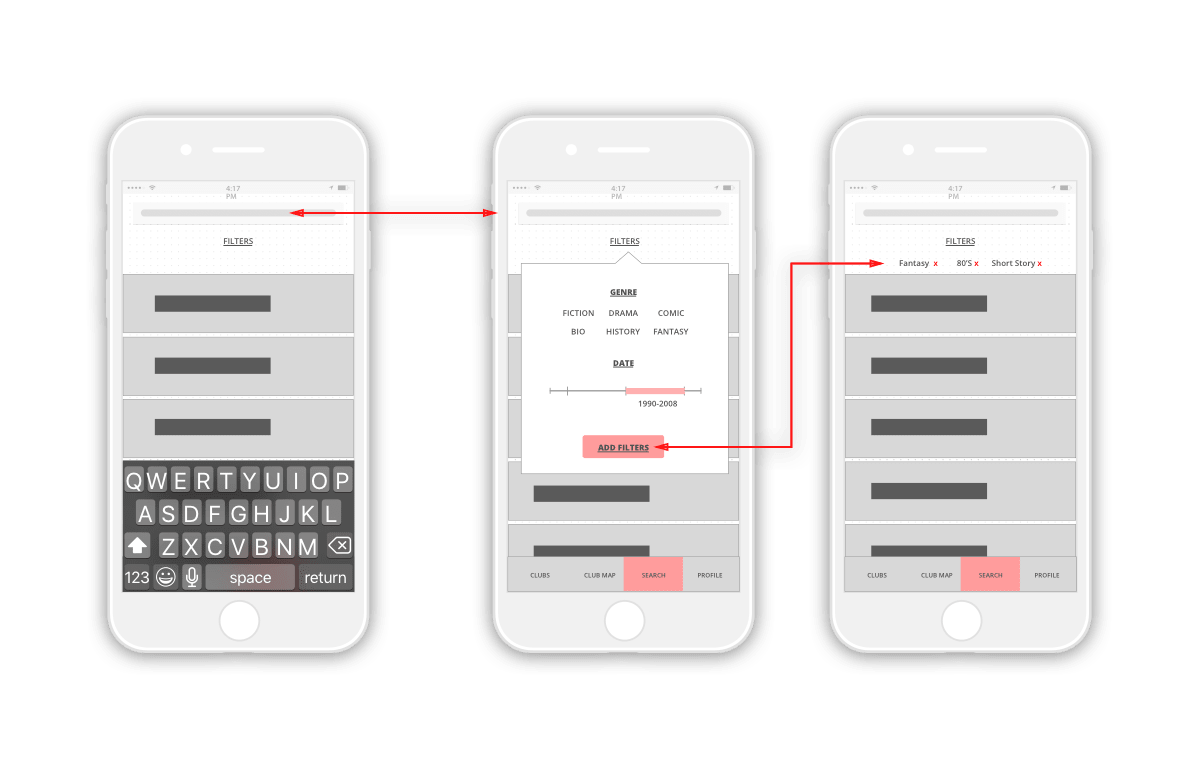 4:17
PM
FILTERS
Q W E R T Y U I O P
A S D F G H J K L
Z X C V B N M
123 space return
4:17
PM
FILTERS
GENRE
FICTION DRAMA COMIC
BIO HISTORY FANTASY
DATE
1990-2008
ADD FILTERS
CLUBS CLUB MAP SEARCH PROFILE
4:17
PM
FILTERS
Fantasy x 80'S x Short Story x
CLUBS CLUB MAP SEARCH PROFILE